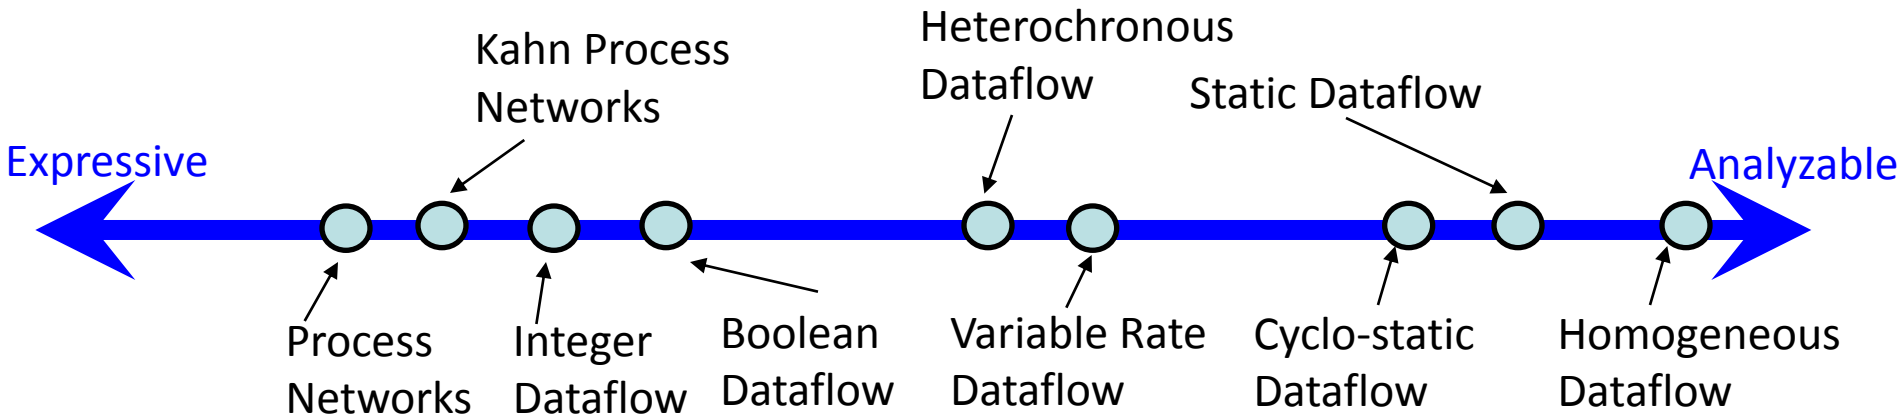 Kahn Process
Networks
Heterochronous
Dataflow
Static Dataflow
Expressive
Analyzable
Process
Networks
Integer
Dataflow
Boolean
Dataflow
Variable Rate
Dataflow
Cyclo-static
Dataflow
Homogeneous
Dataflow